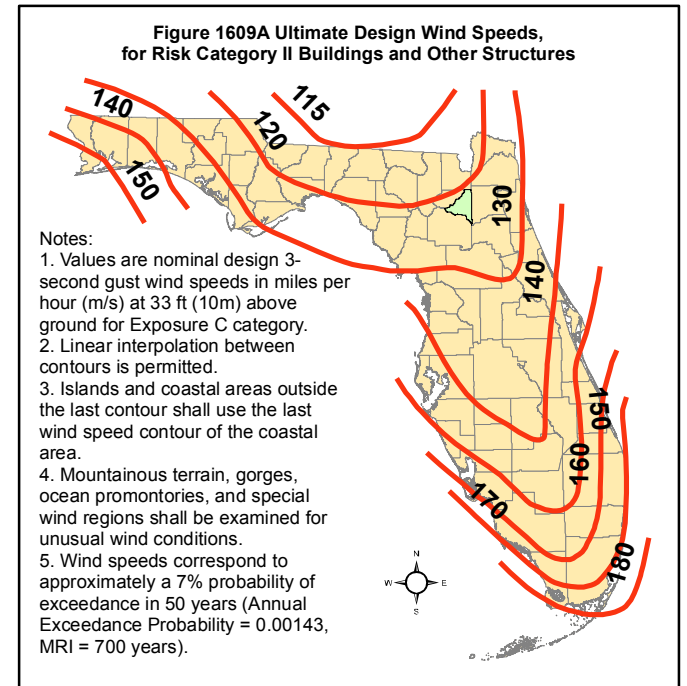 Figure 1609A Ultimate Design Wind Speeds,
for Risk Category II Buildings and Other Structures
115
140
120
150
130
Notes:
1. Values are nominal design 3-
second gust wind speeds in miles per
hour (m/s) at 33 ft (10m) above
ground for Exposure C category.
2. Linear interpolation between
contours is permitted.
3. Islands and coastal areas outside
the last contour shall use the last
wind speed contour of the coastal
area.
4. Mountainous terrain, gorges,
ocean promontories, and special
wind regions shall be examined for
unusual wind conditions.
5. Wind speeds correspond to
approximately a 7% probability of
exceedance in 50 years (Annual
Exceedance Probability = 0.00143,
MRI = 700 years).
140
150
160
170
180
N
W E
S